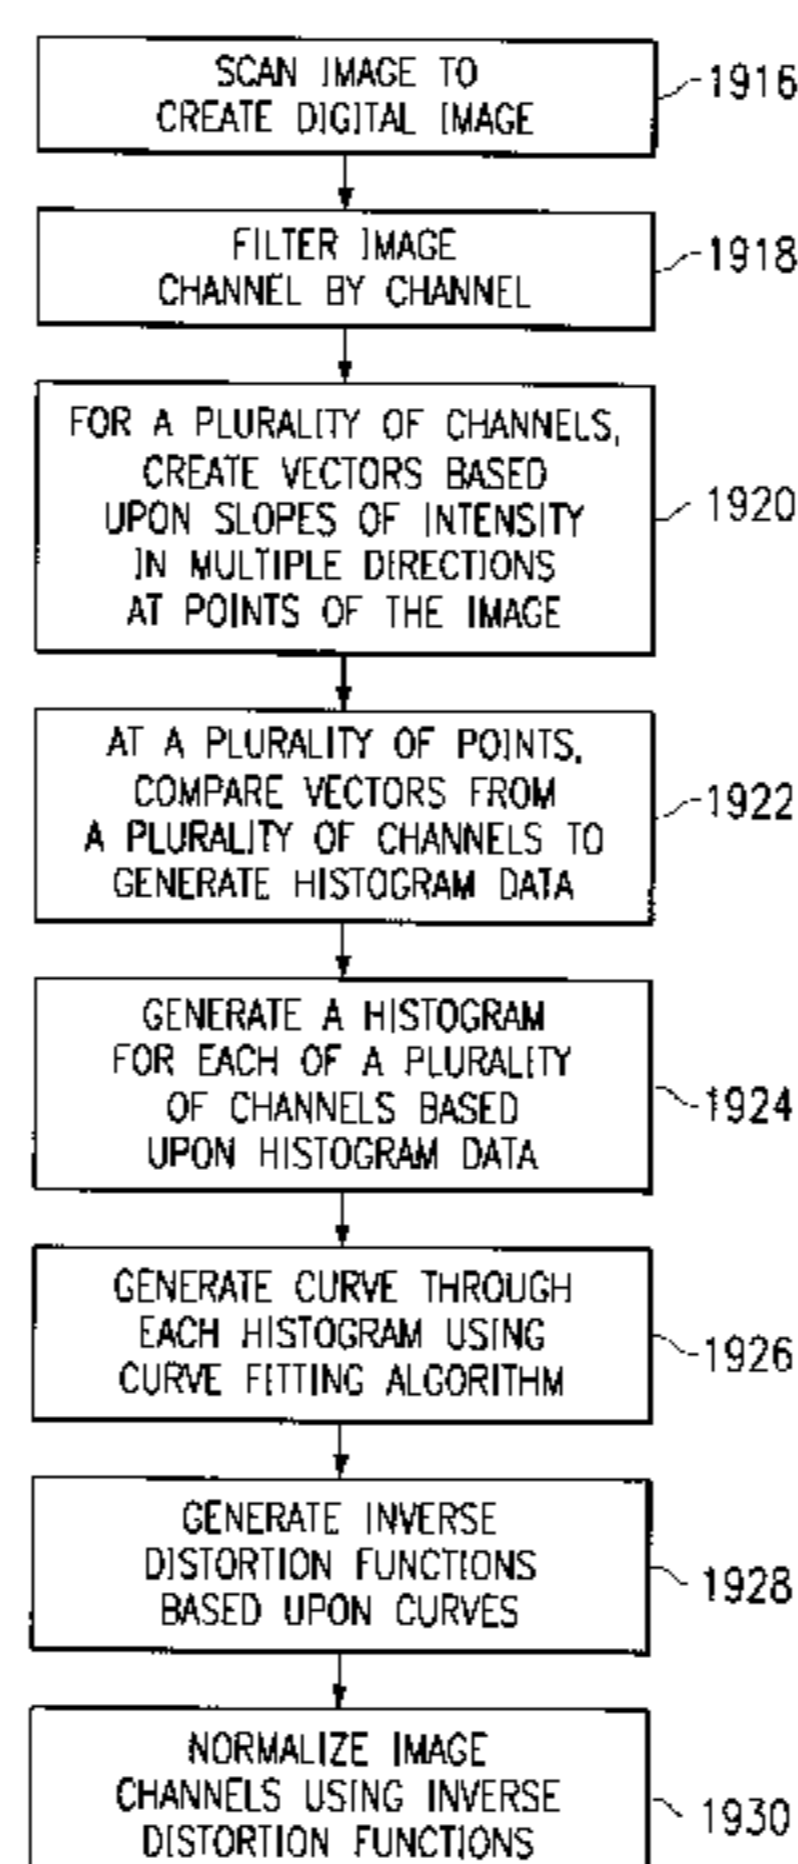 SCAN IMAGE TO
CREATE DIGITAL IMAGE
1916
FILTER IMAGE
CHANNEL BY CHANNEL
1918
FOR A PLURALITY OF CHANNELS,
CREATE VECTORS BASED
UPON SLOPES OF INTENSITY
IN MULTIPLE DIRECTIONS
AT POINTS OF THE IMAGE
1920
AT A PLURALITY OF POINTS,
COMPARE VECTORS FROM
A PLURALITY OF CHANNELS TO
GENERATE HISTOGRAM DATA
1922
GENERATE A HISTOGRAM
FOR EACH OF A PLURALITY
OF CHANNELS BASED
UPON HISTOGRAM DATA
1924
GENERATE CURVE THROUGH
EACH HISTOGRAM USING
CURVE FITTING ALGORITHM
1926
GENERATE INVERSE
DISTORTION FUNCTIONS
BASED UPON CURVES
1928
NORMALIZE IMAGE
CHANNELS USING INVERSE
DISTORTION FUNCTIONS
1930